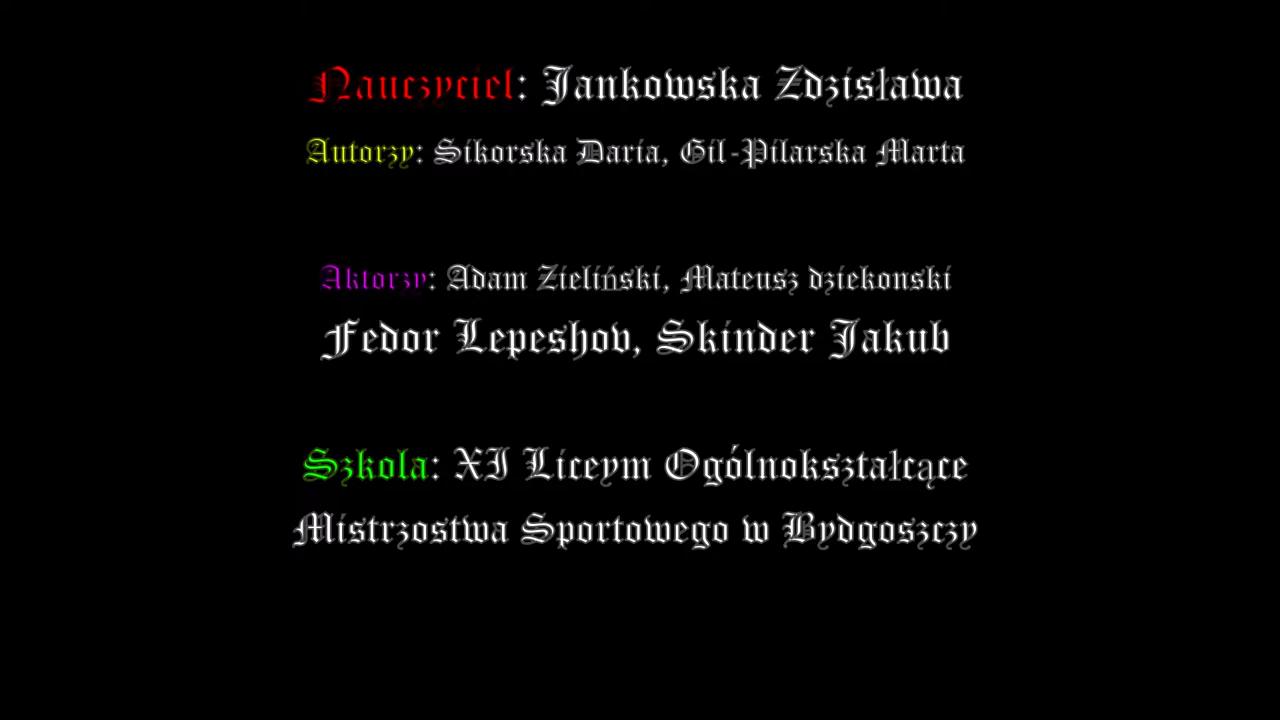 Nauczyciel: Jankowska Zdzisława
Autorzy: Sikorska Daria, Gil-Pilarska Marta
Aktorzy: Adam Zieliński, Mateusz dziekonski
Fedor Lepeshov, Skinder Jakub
Szkola: XI Liceym Ogólnokształcące
Mistrzostwa Sportowego w Bydgoszczy